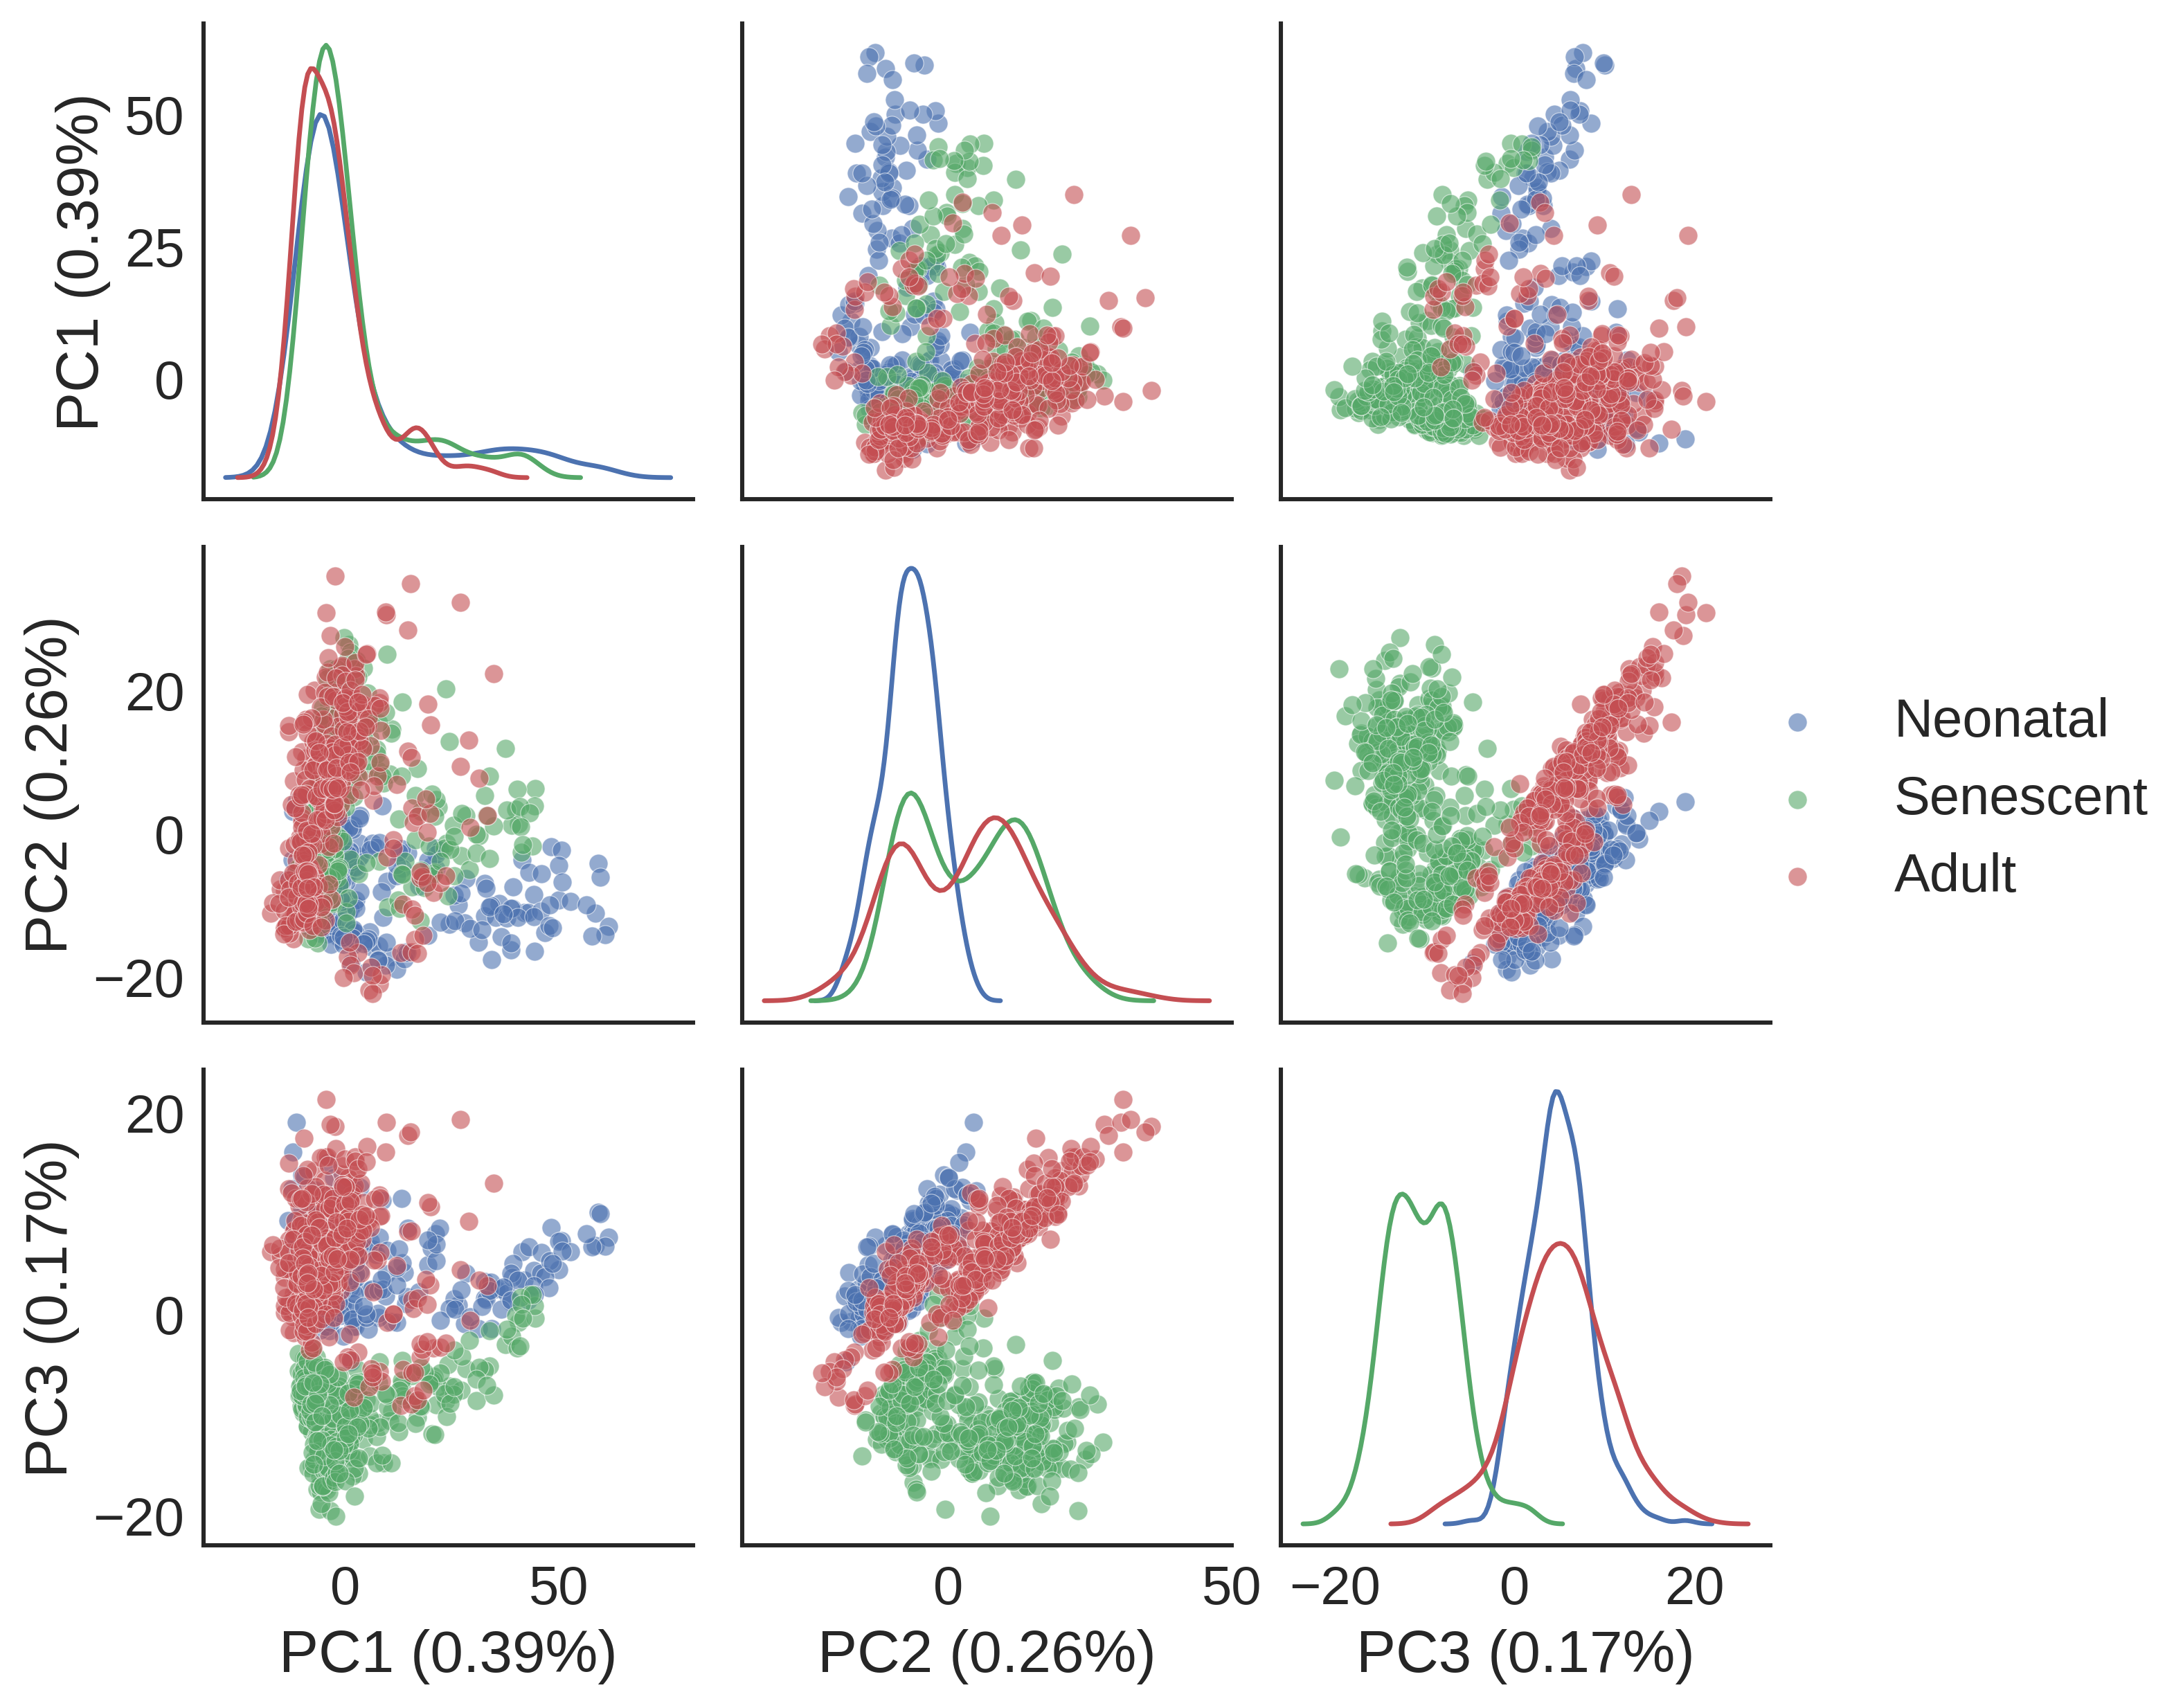 PC1 (0.39%)
50
25
0
PC2 (0.26%)
20
0
−20
Neonatal
Senescent
Adult
PC3 (0.17%)
20
0
−20
0 50 0 50 −20 0 20
PC1 (0.39%) PC2 (0.26%) PC3 (0.17%)